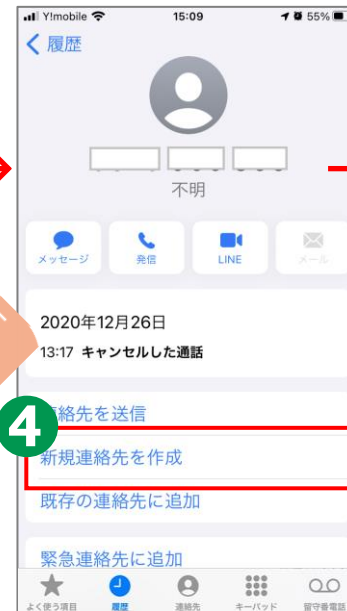 Y!mobile 15:09 55%
履歴
不明
メッセージ 発信 LINE メール
2020年12月26日
13:17 キャンセルした通話
絡先を送信
4
新規連絡先を作成
既存の連絡先に追加
緊急連絡先に追加
よく使う項目 履歴 連絡先 キーパッド 留守番電話